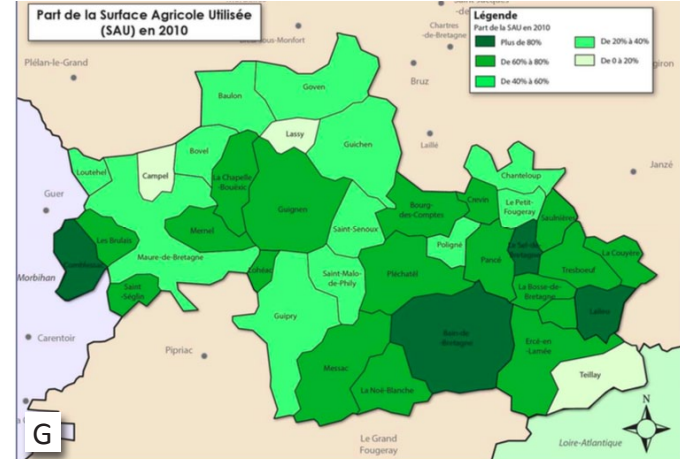 Part de la Surface Agricole Utilisée
(SAU) en 2010
Légende
Part de la SAU en 2010
Plus de 80%
De 20% à 40%
De 60% à 80%
De 0 à 20%
De 40% à 60%
Plélan-le-Grand
Chartres
-de-Bretagne
Bruz
Laillé
Janzé
Goven
Baulon
Lassy
Guichen
Bovel
Campel
Loutehel
La Chapelle
-Bouëxic
Chanteloup
Guer
Guignen
Bourg
-des-Comptes
Crevin
Le Petit-
Fougeray
Saulnières
Les Brulais
Mernel
Saint-Senoux
Poligné
Pancé
Le Sel-de
Bretagne
La Couyère
Tresboeuf
Maure-de-Bretagne
Lohéac
Saint-Malo-
de-Phily
Pléchâtel
La Bosse-de-
Bretagne
Morbihan
Saint
-Séglin
Lalleu
Guipry
Bain-de
-Bretagne
Ercé-en
-Lamée
Carentoir
Pipriac
Messac
La Noë-Blanche
Teillay
Le Grand
Fougeray
Loire-Atlantique
N
G